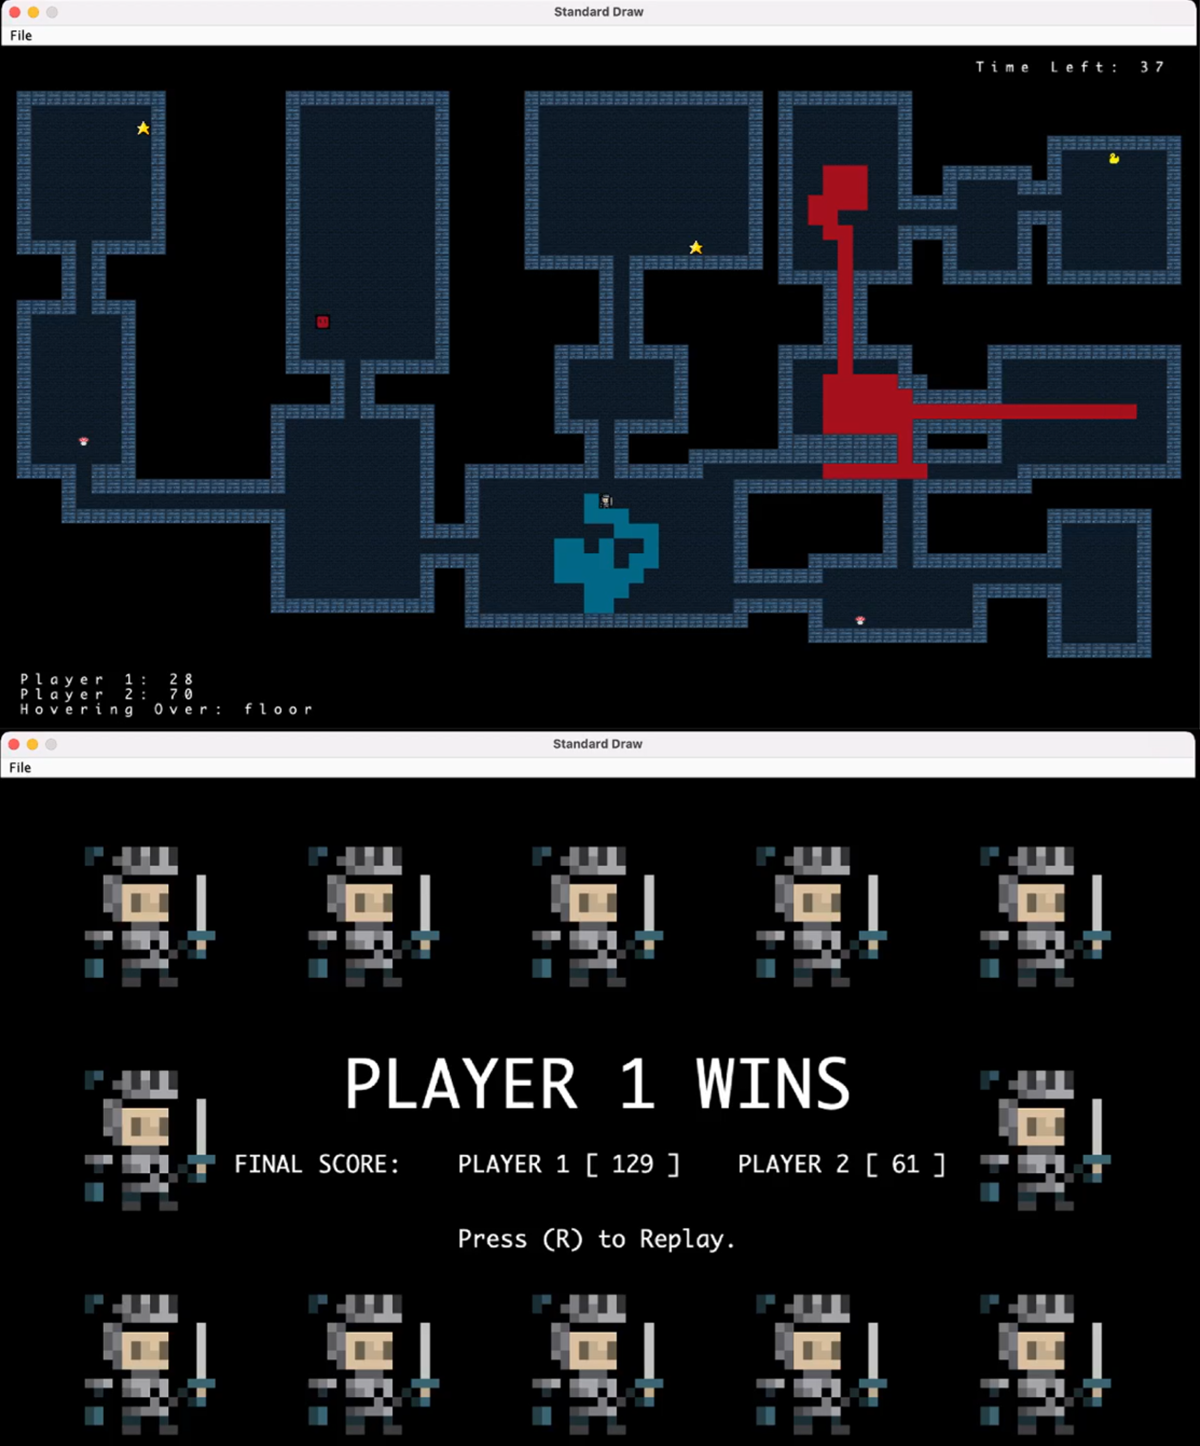 Standard Draw
File
Time Left: 37
Player 1: 28
Player 2: 70
Hovering Over: floor
Standard Draw
File
PLAYER 1 WINS
FINAL SCORE: PLAYER 1 [ 129 ] PLAYER 2 [ 61 ]
Press (R) to Replay.